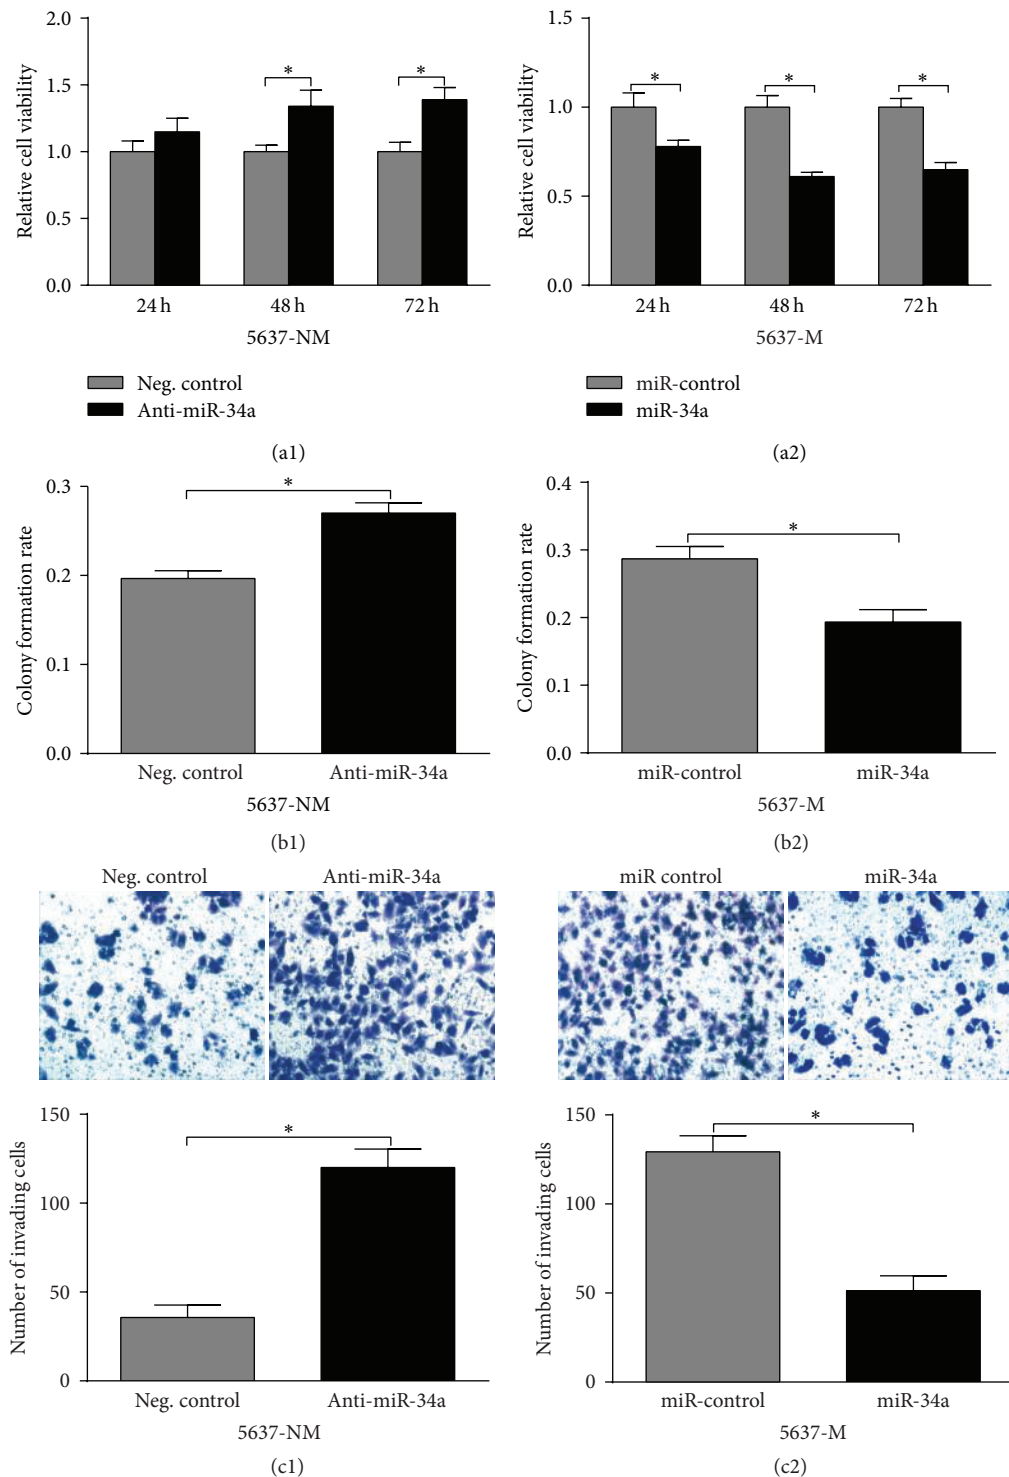 Relative cell viability
2.0
1.5
1.0
0.5
0.0
*
*
24 h
48 h
72 h
5637-NM
Neg. control
Anti-miR-34a
(a1)
Relative cell viability
1.5
1.0
0.5
0.0
*
*
*
24 h
48 h
72 h
5637-M
miR-control
miR-34a
(a2)
Colony formation rate
0.3
0.2
0.1
0.0
*
Neg. control
Anti-miR-34a
5637-NM
(b1)
Colony formation rate
0.4
0.3
0.2
0.1
0.0
*
miR-control
miR-34a
5637-M
(b2)
Neg. control
Anti-miR-34a
miR control
miR-34a
Number of invading cells
150
100
50
0
*
Neg. control
Anti-miR-34a
5637-NM
(c1)
Number of invading cells
150
100
50
0
*
miR-control
miR-34a
5637-M
(c2)